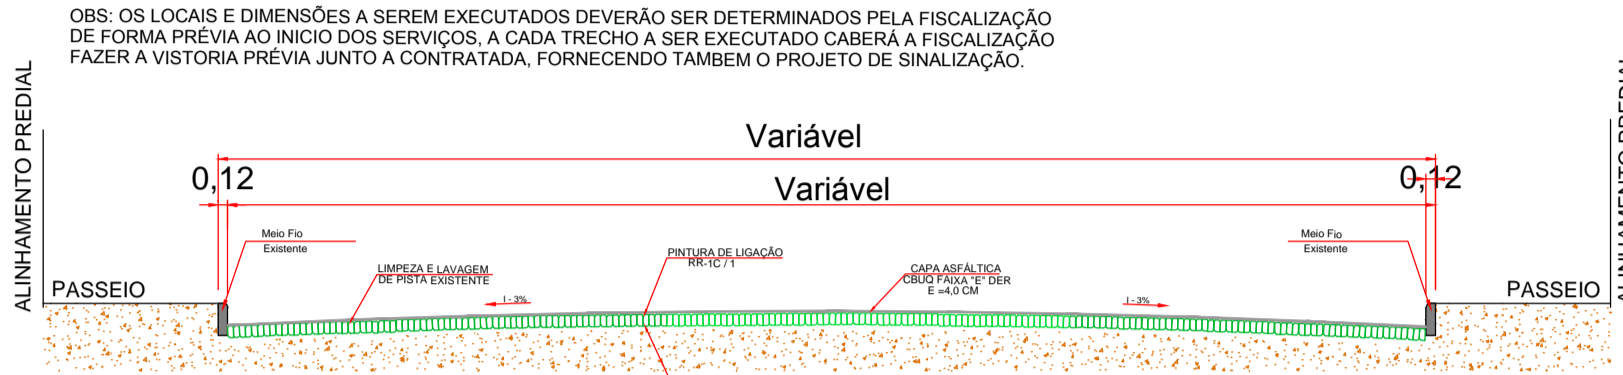 OBS: OS LOCAIS E DIMENSÕES A SEREM EXECUTADOS DEVERÃO SER DETERMINADOS PELA FISCALIZAÇÃO
DE FORMA PRÉVIA AO INICIO DOS SERVIÇOS, A CADA TRECHO A SER EXECUTADO CABERÁ A FISCALIZAÇÃO
FAZER A VISTORIA PRÉVIA JUNTO A CONTRATADA, FORNECENDO TAMBEM O PROJETO DE SINALIZAÇÃO.
ALINHAMENTO PREDIAL
ALINHAMENTO PREDIAL
Variável
0,12
Variável
0,12
Meio Fio
Existente
LIMPEZA E LAVAGEM
DE PISTA EXISTENTE
PINTURA DE LIGAÇÃO
RR-1C / 1
CAPA ASFÁLTICA
CBUQ FAIXA "E" DER
E =4,0 CM
Meio Fio
Existente
PASSEIO
I - 3%
I - 3%
PASSEIO